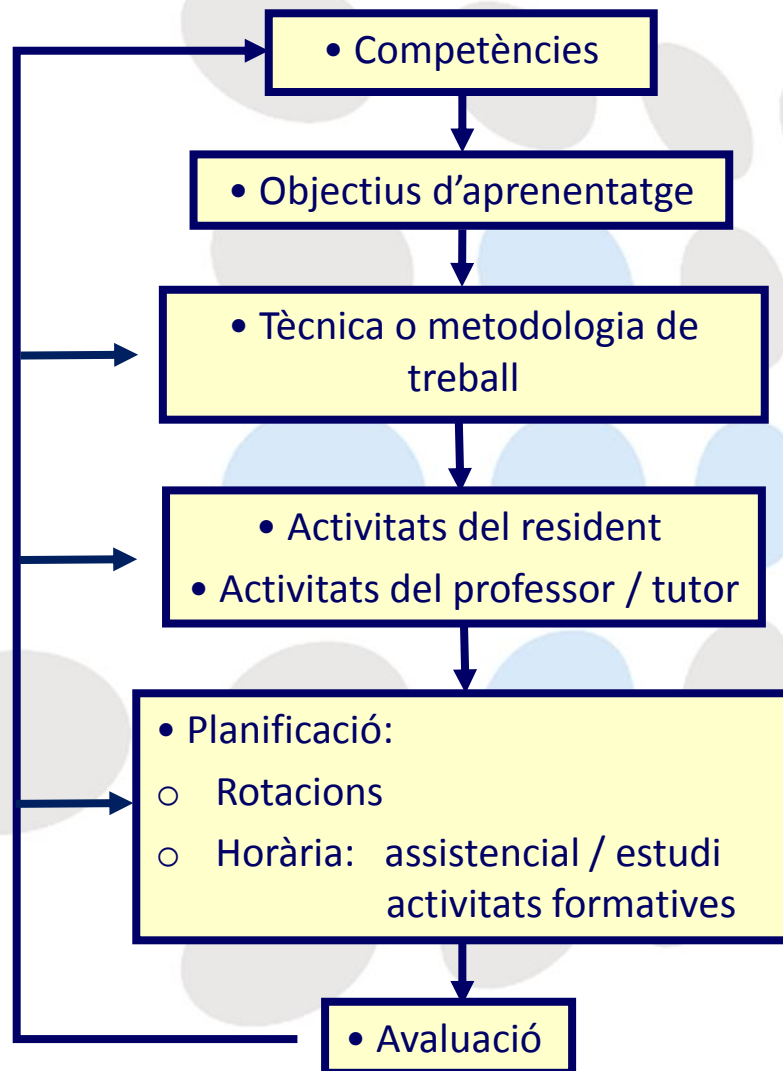 • Competències
• Objectius d’aprenentatge
• Tècnica o metodologia de
treball
• Activitats del resident
• Activitats del professor / tutor
• Planificació:
o Rotacions
o Horària: assistencial / estudi
activitats formatives
• Avaluació